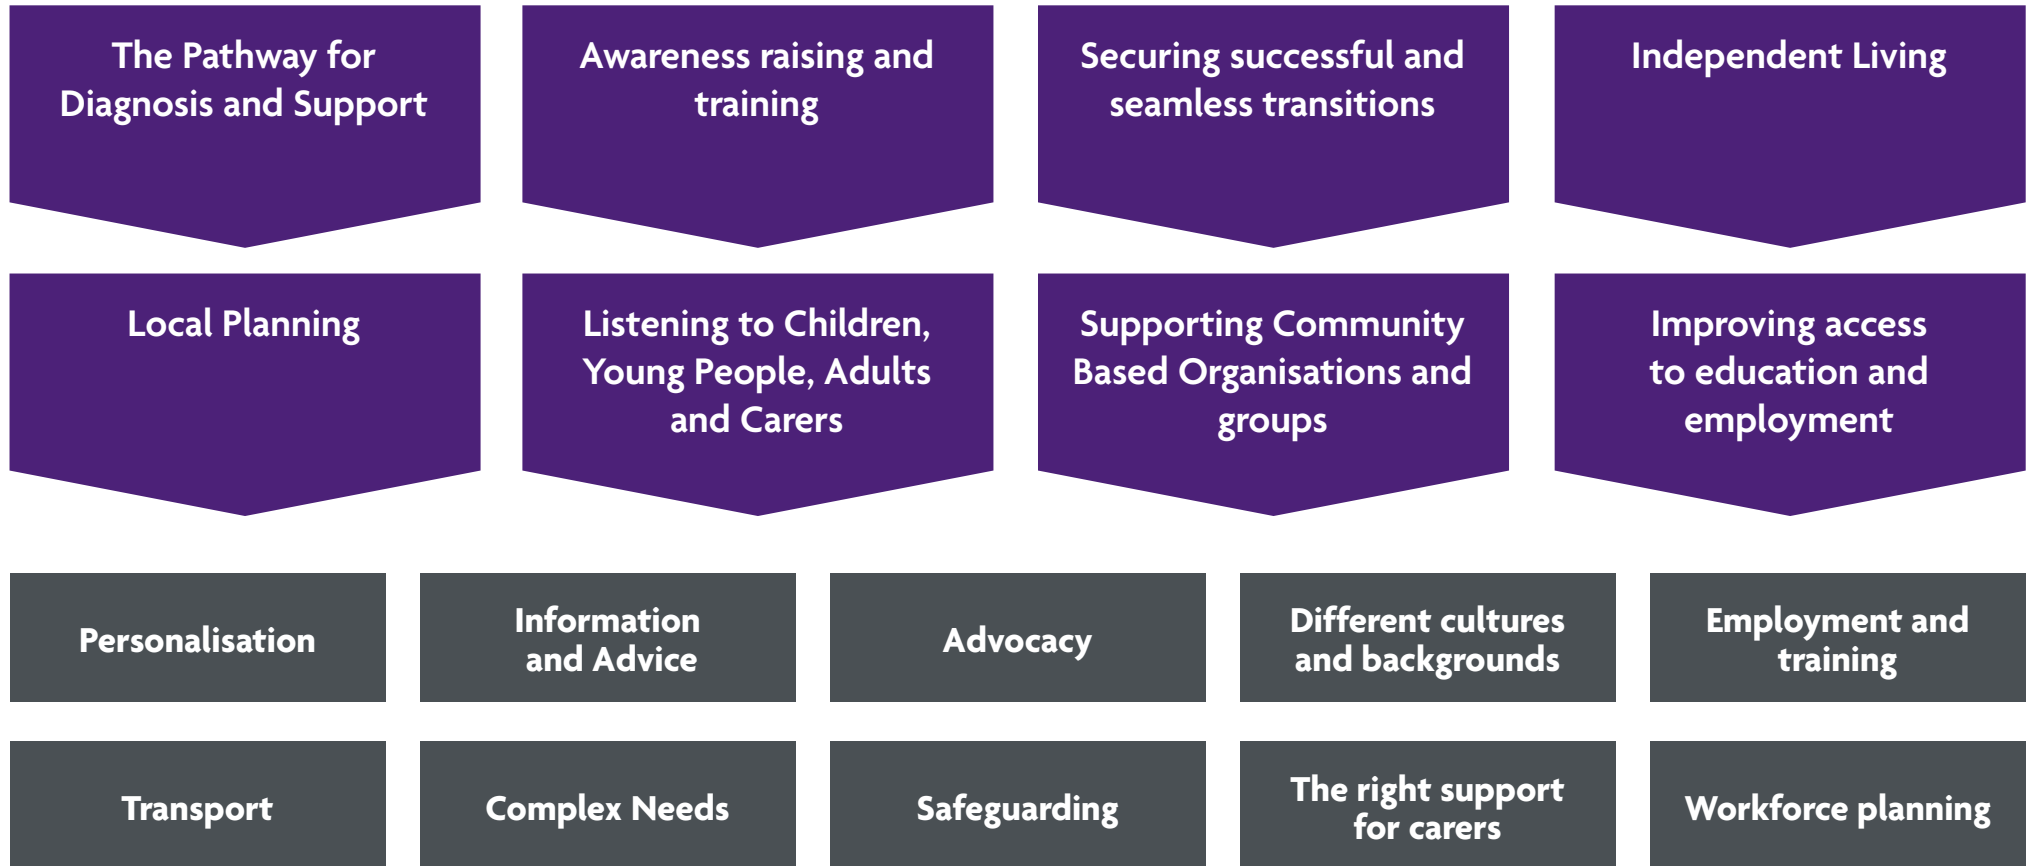 The Pathway for
Diagnosis and Support
Awareness raising and
training
Securing successful and
seamless transitions
Independent Living
Local Planning
Listening to Children,
Young People, Adults
and Carers
Supporting Community
Based Organisations and
groups
Improving access
to education and
employment
Personalisation
Information
and Advice
Advocacy
Different cultures
and backgrounds
Employment and
training
Transport
Complex Needs
Safeguarding
The right support
for carers
Workforce planning